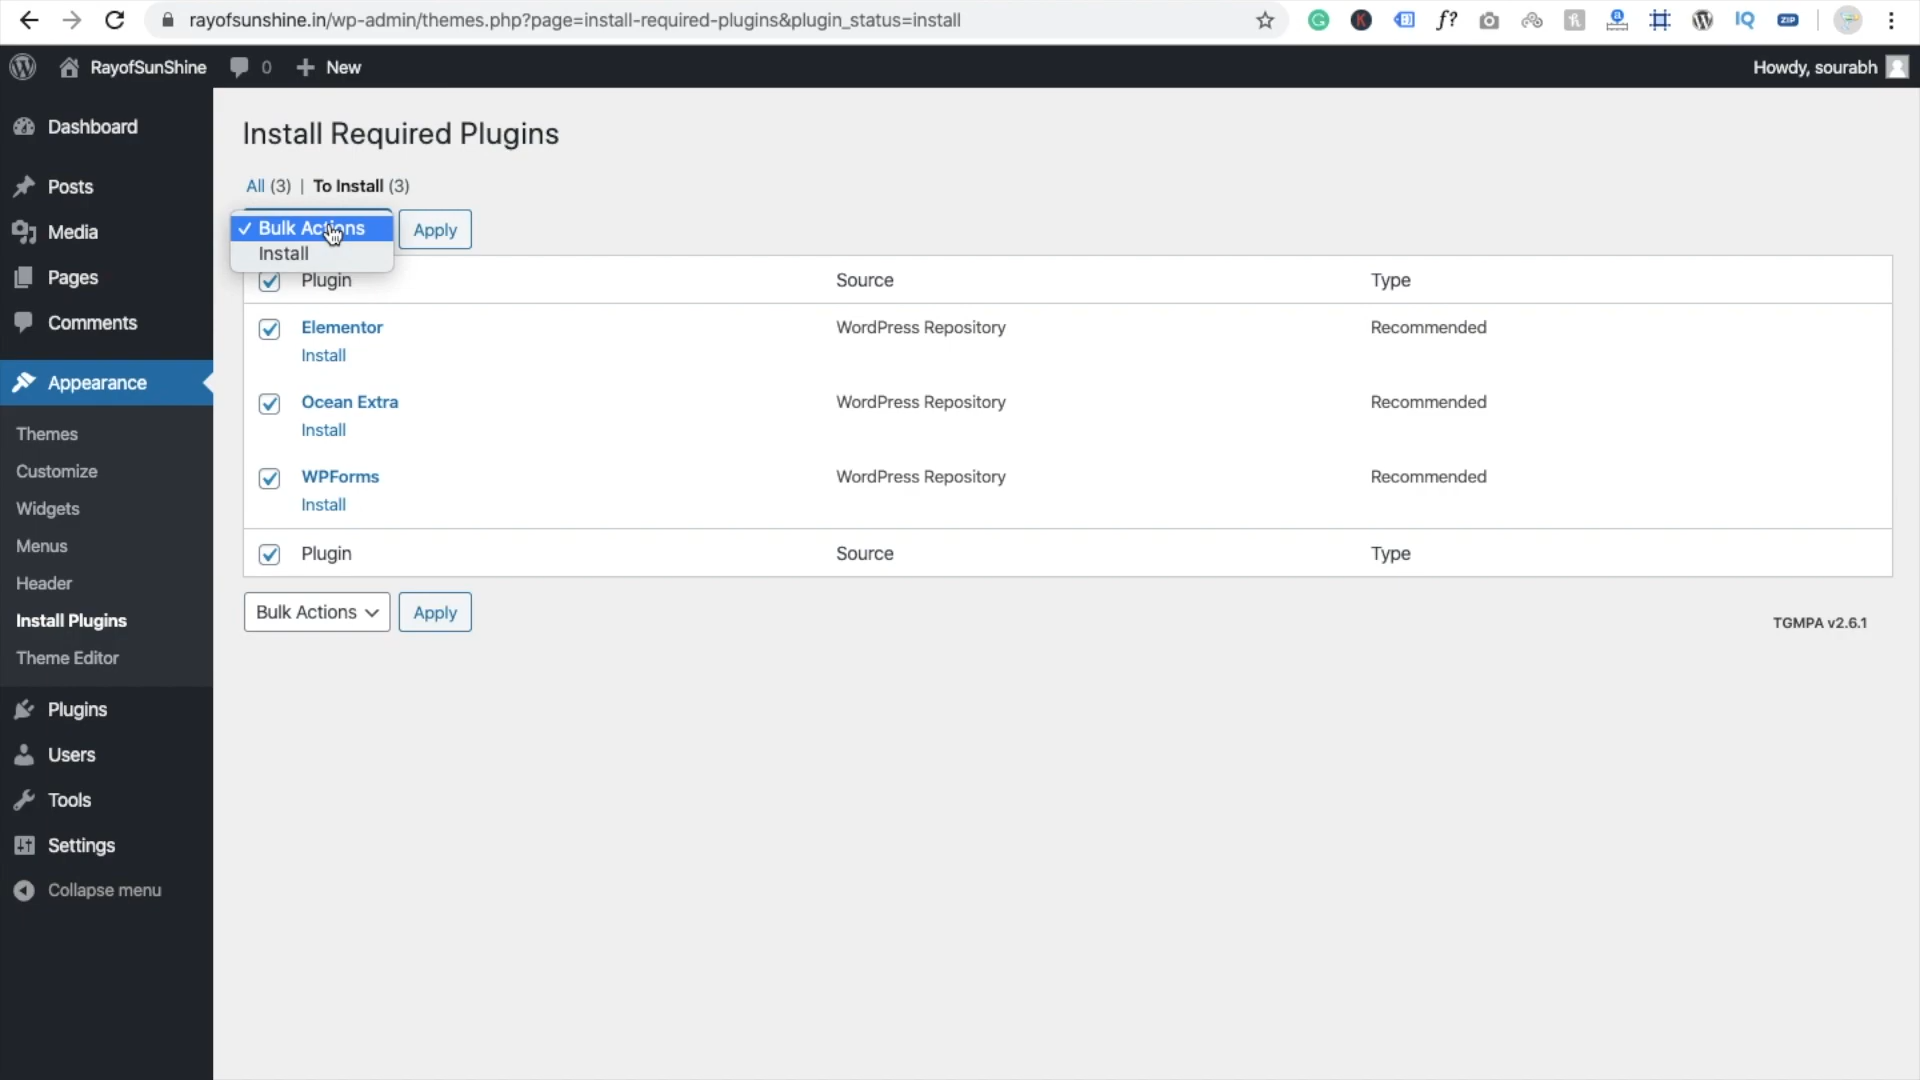 rayofsunshine.in/wp-admin/themes.php?page=install-required-plugins&plugin_status=install
f?
IQ
ZIP
RayofSunShine
0
New
Howdy, sourabh
Dashboard
Posts
Media
Pages
Comments
Appearance
Themes
Customize
Widgets
Menus
Header
Install Plugins
Theme Editor
Plugins
Users
Tools
Settings
Collapse menu
Install Required Plugins
All (3) | To Install (3)
Bulk Actions
Install
Apply
Plugin Source Type
Elementor WordPress Repository Recommended
Install
Ocean Extra WordPress Repository Recommended
Install
WPForms WordPress Repository Recommended
Install
Plugin Source Type
Bulk Actions Apply
TGMPA v2.6.1